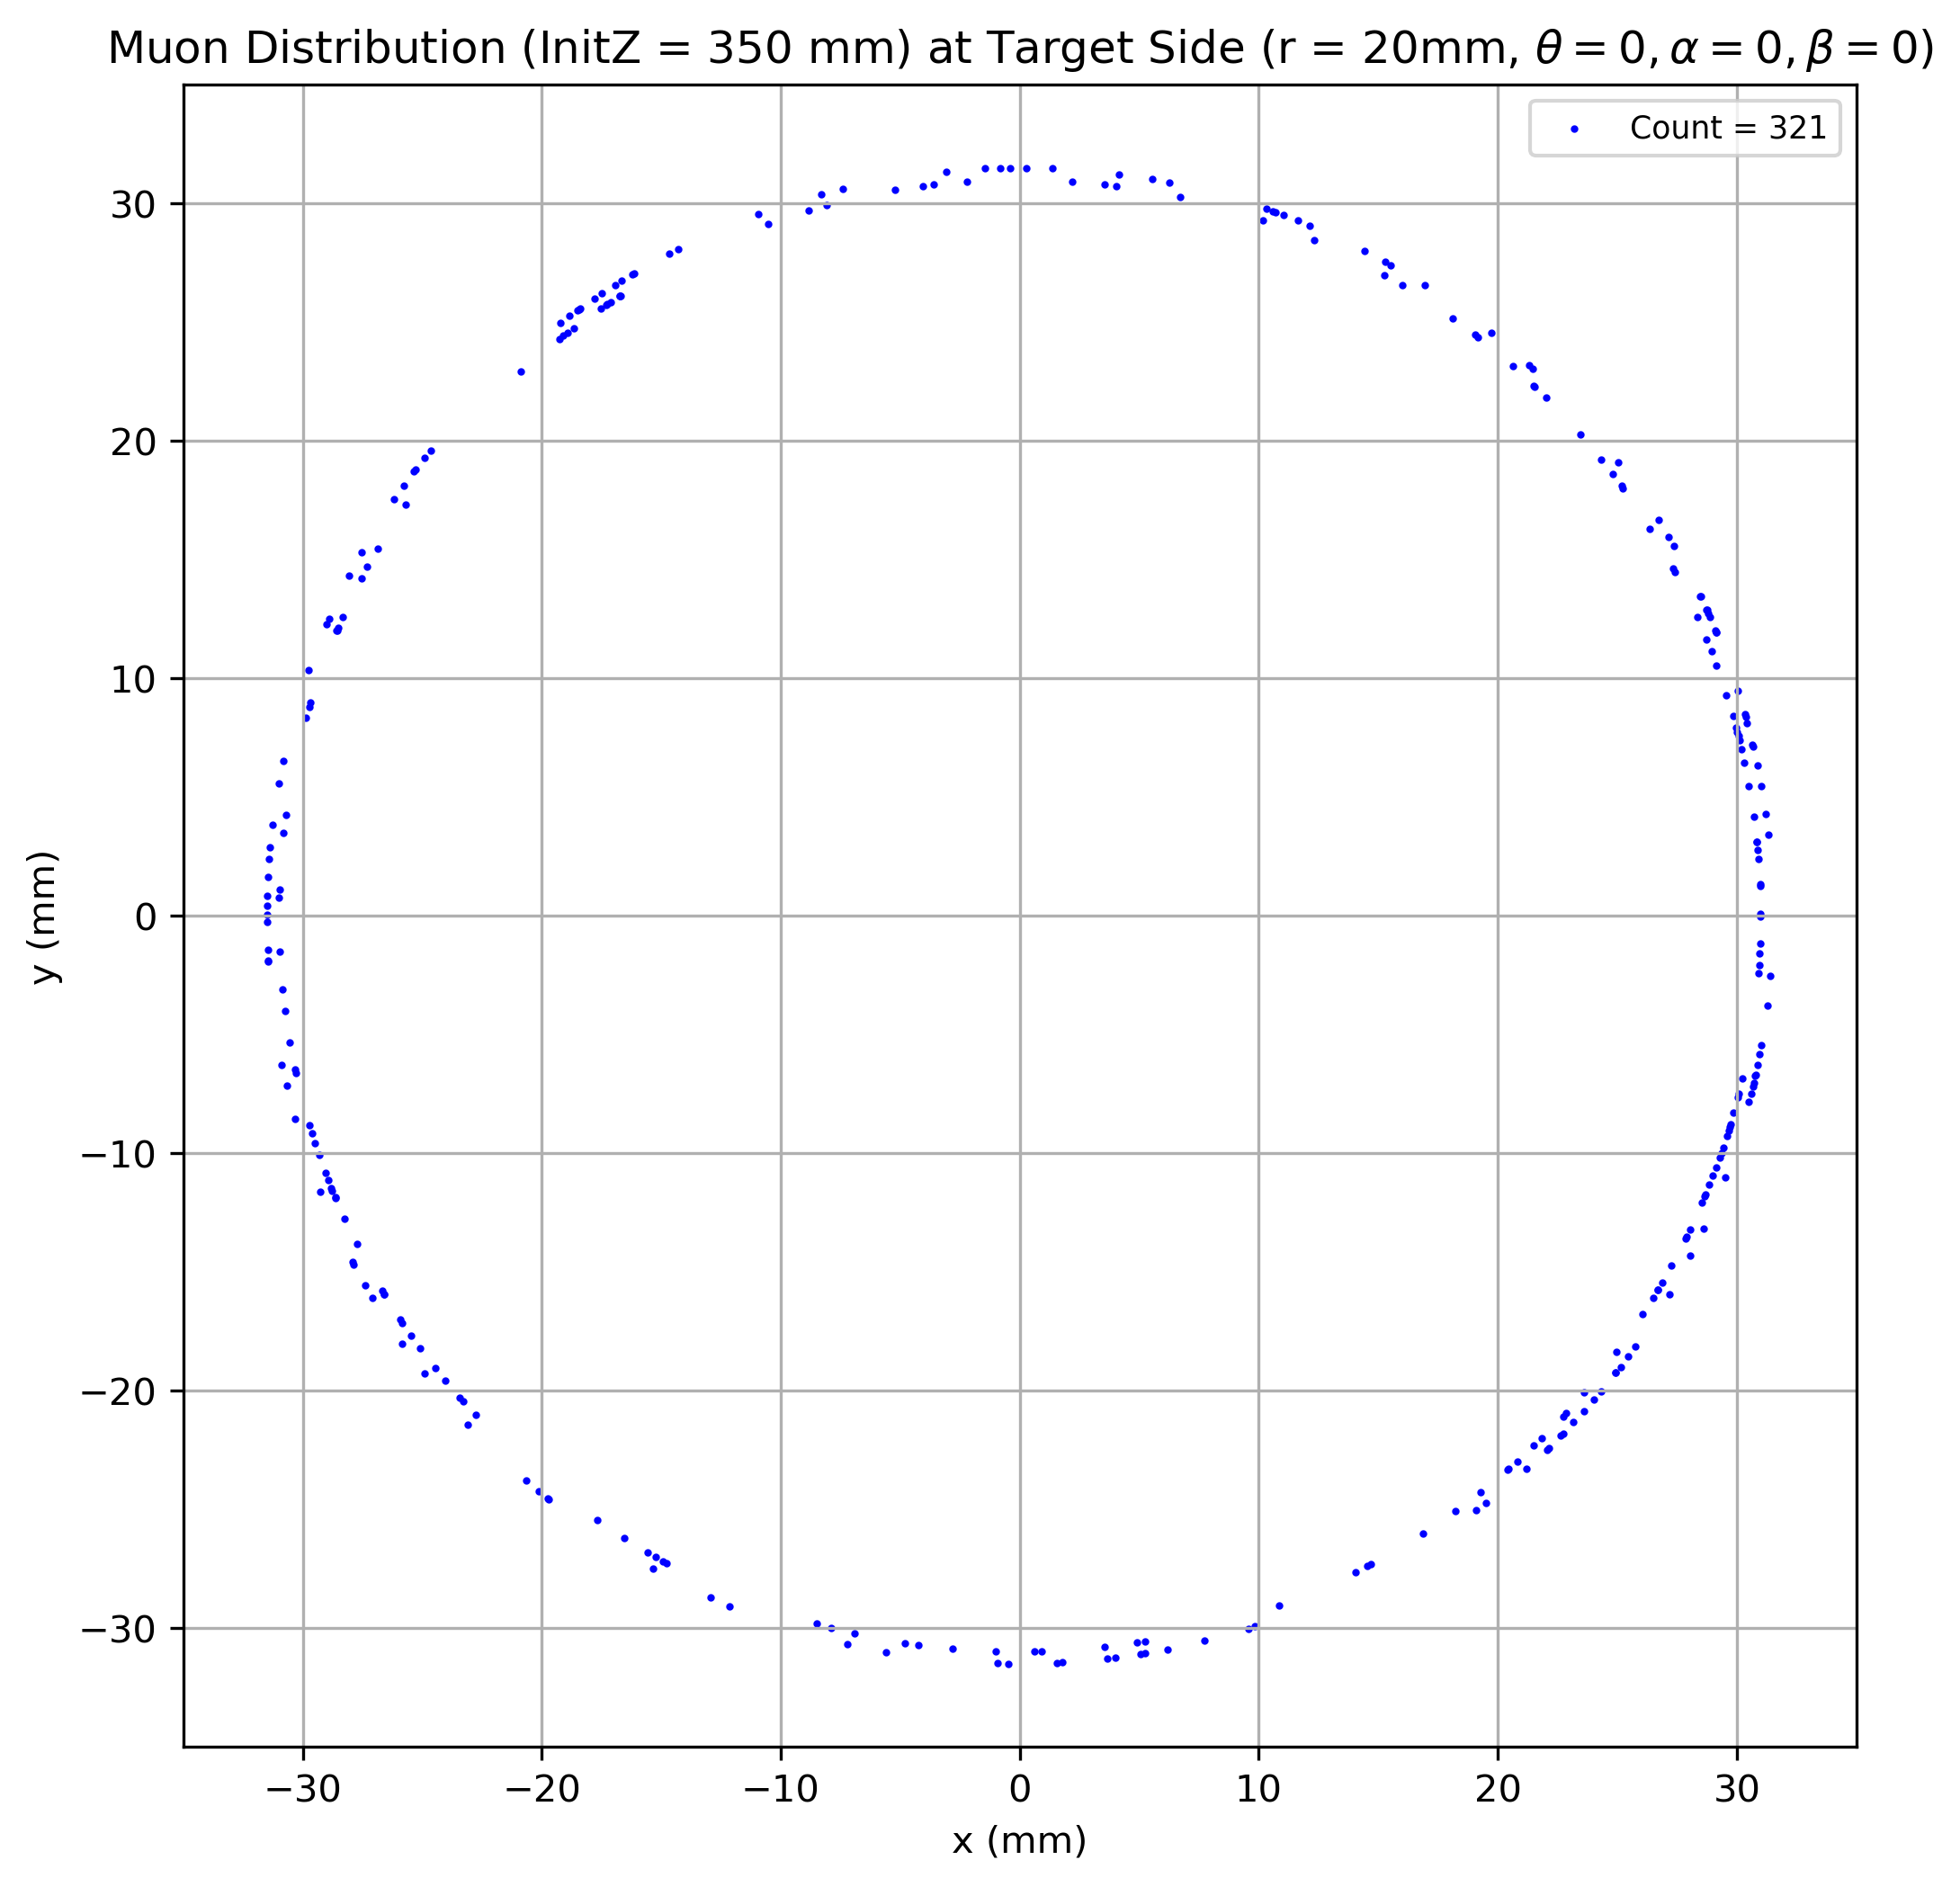 Muon Distribution (InitZ = 350 mm) at Target Side (r = 20mm, θ = 0, α = 0, β = 0)
Count = 321
30
20
10
0
−10
−20
−30
y (mm)
−30 −20 −10 0 10 20 30
x (mm)